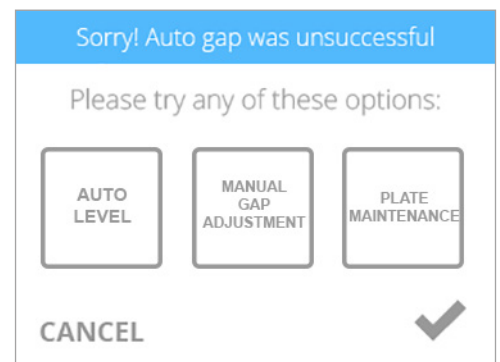 Sorry! Auto gap was unsuccessful
Please try any of these options:
AUTO
LEVEL
MANUAL
GAP
ADJUSTMENT
PLATE
MAINTENANCE
CANCEL